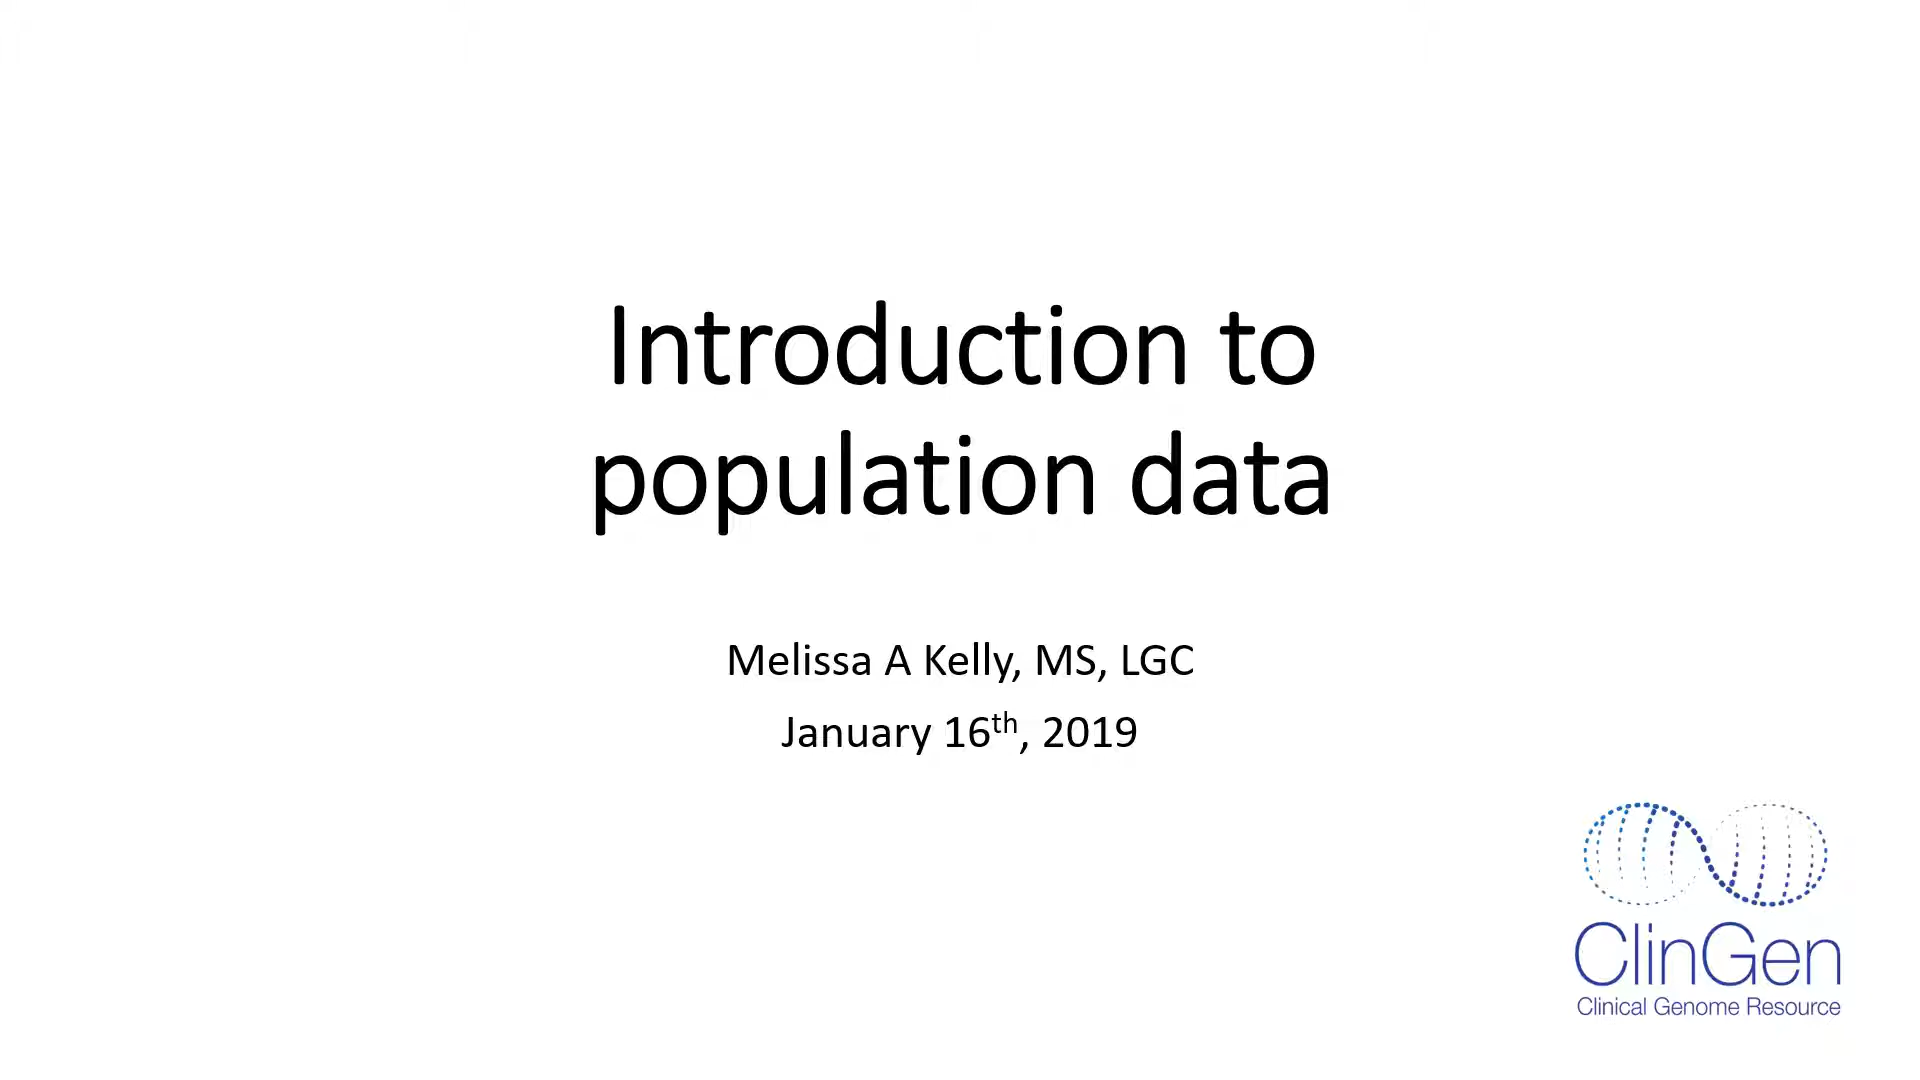 Introduction to
population data
Melissa A Kelly, MS, LGC
January 16th, 2019
ClinGen
Clinical Genome Resource